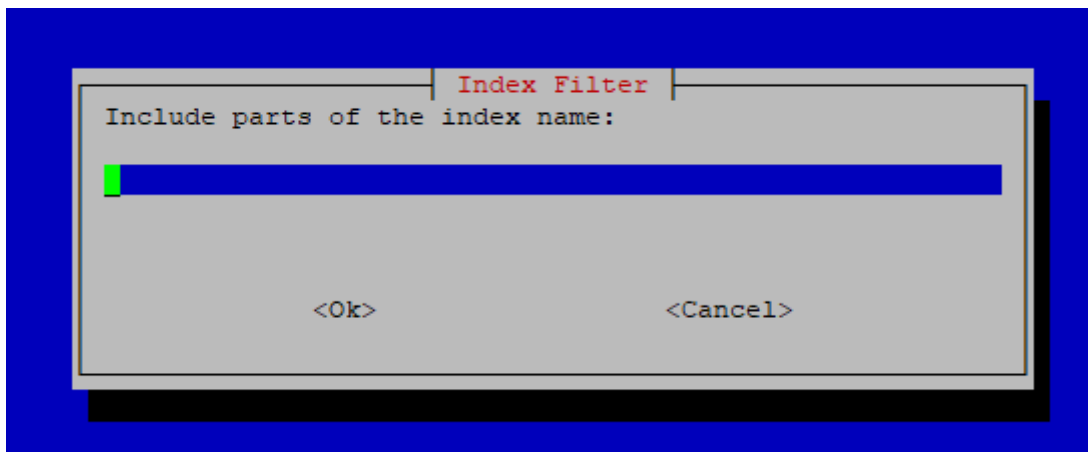 Index Filter
Include parts of the index name:
<Ok> <Cancel>